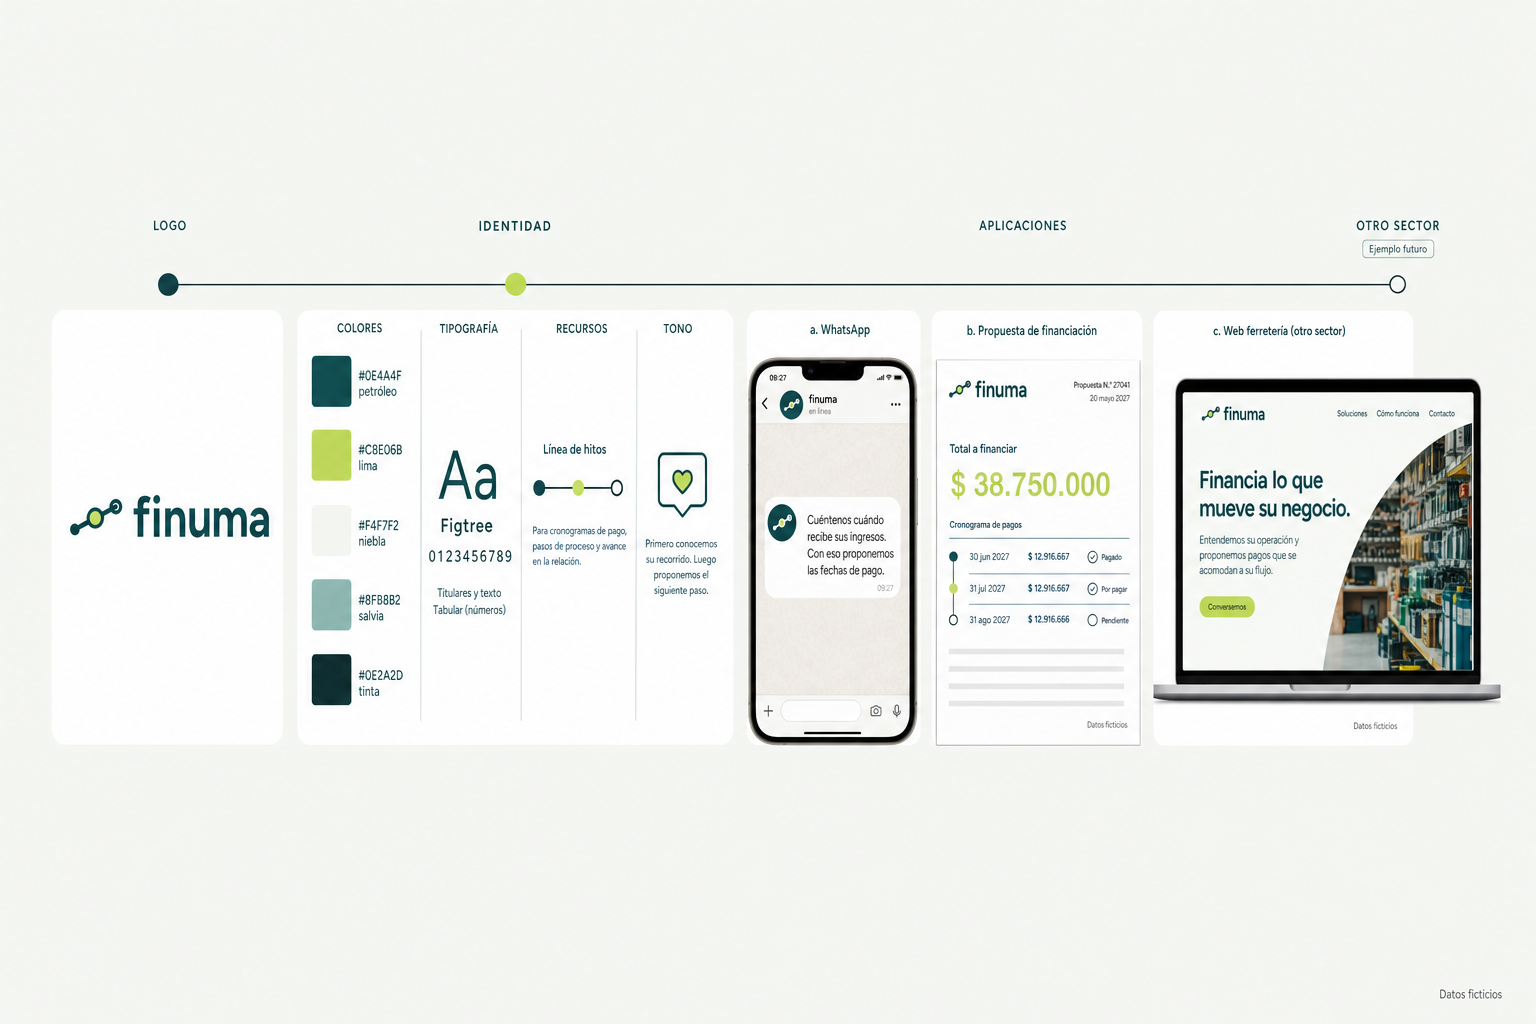 LOGO
IDENTIDAD
APLICACIONES
OTRO SECTOR
Ejemplo futuro
finuma
COLORES
#0E4A4F
petróleo
#C8E06B
lima
#F4F7F2
niebla
#8FB8B2
salvia
#0E2A2D
tinta
TIPOGRAFÍA
Aa
Figtree
0123456789
Titulares y texto
Tabular (números)
RECURSOS
Línea de hitos
Para cronogramas de pago,
pasos de proceso y avance
en la relación.
TONO
Primero conocemos
su recorrido. Luego
proponemos el
siguiente paso.
a. WhatsApp
09:27
finuma
en línea
Cuéntenos cuándo
recibe sus ingresos.
Con eso proponemos
las fechas de pago.
09:27
b. Propuesta de financiación
finuma
Propuesta N.° 27041
20 mayo 2027
Total a financiar
$ 38.750.000
Cronograma de pagos
30 jun 2027 $ 12.916.667 Pagado
31 jul 2027 $ 12.916.667 Por pagar
31 ago 2027 $ 12.916.666 Pendiente
Datos ficticios
c. Web ferretería (otro sector)
finuma
Soluciones Cómo funciona Contacto
Financia lo que
mueve su negocio.
Entendemos su operación y
proponemos pagos que se
acomodan a su flujo.
Conversemos
Datos ficticios
Datos ficticios